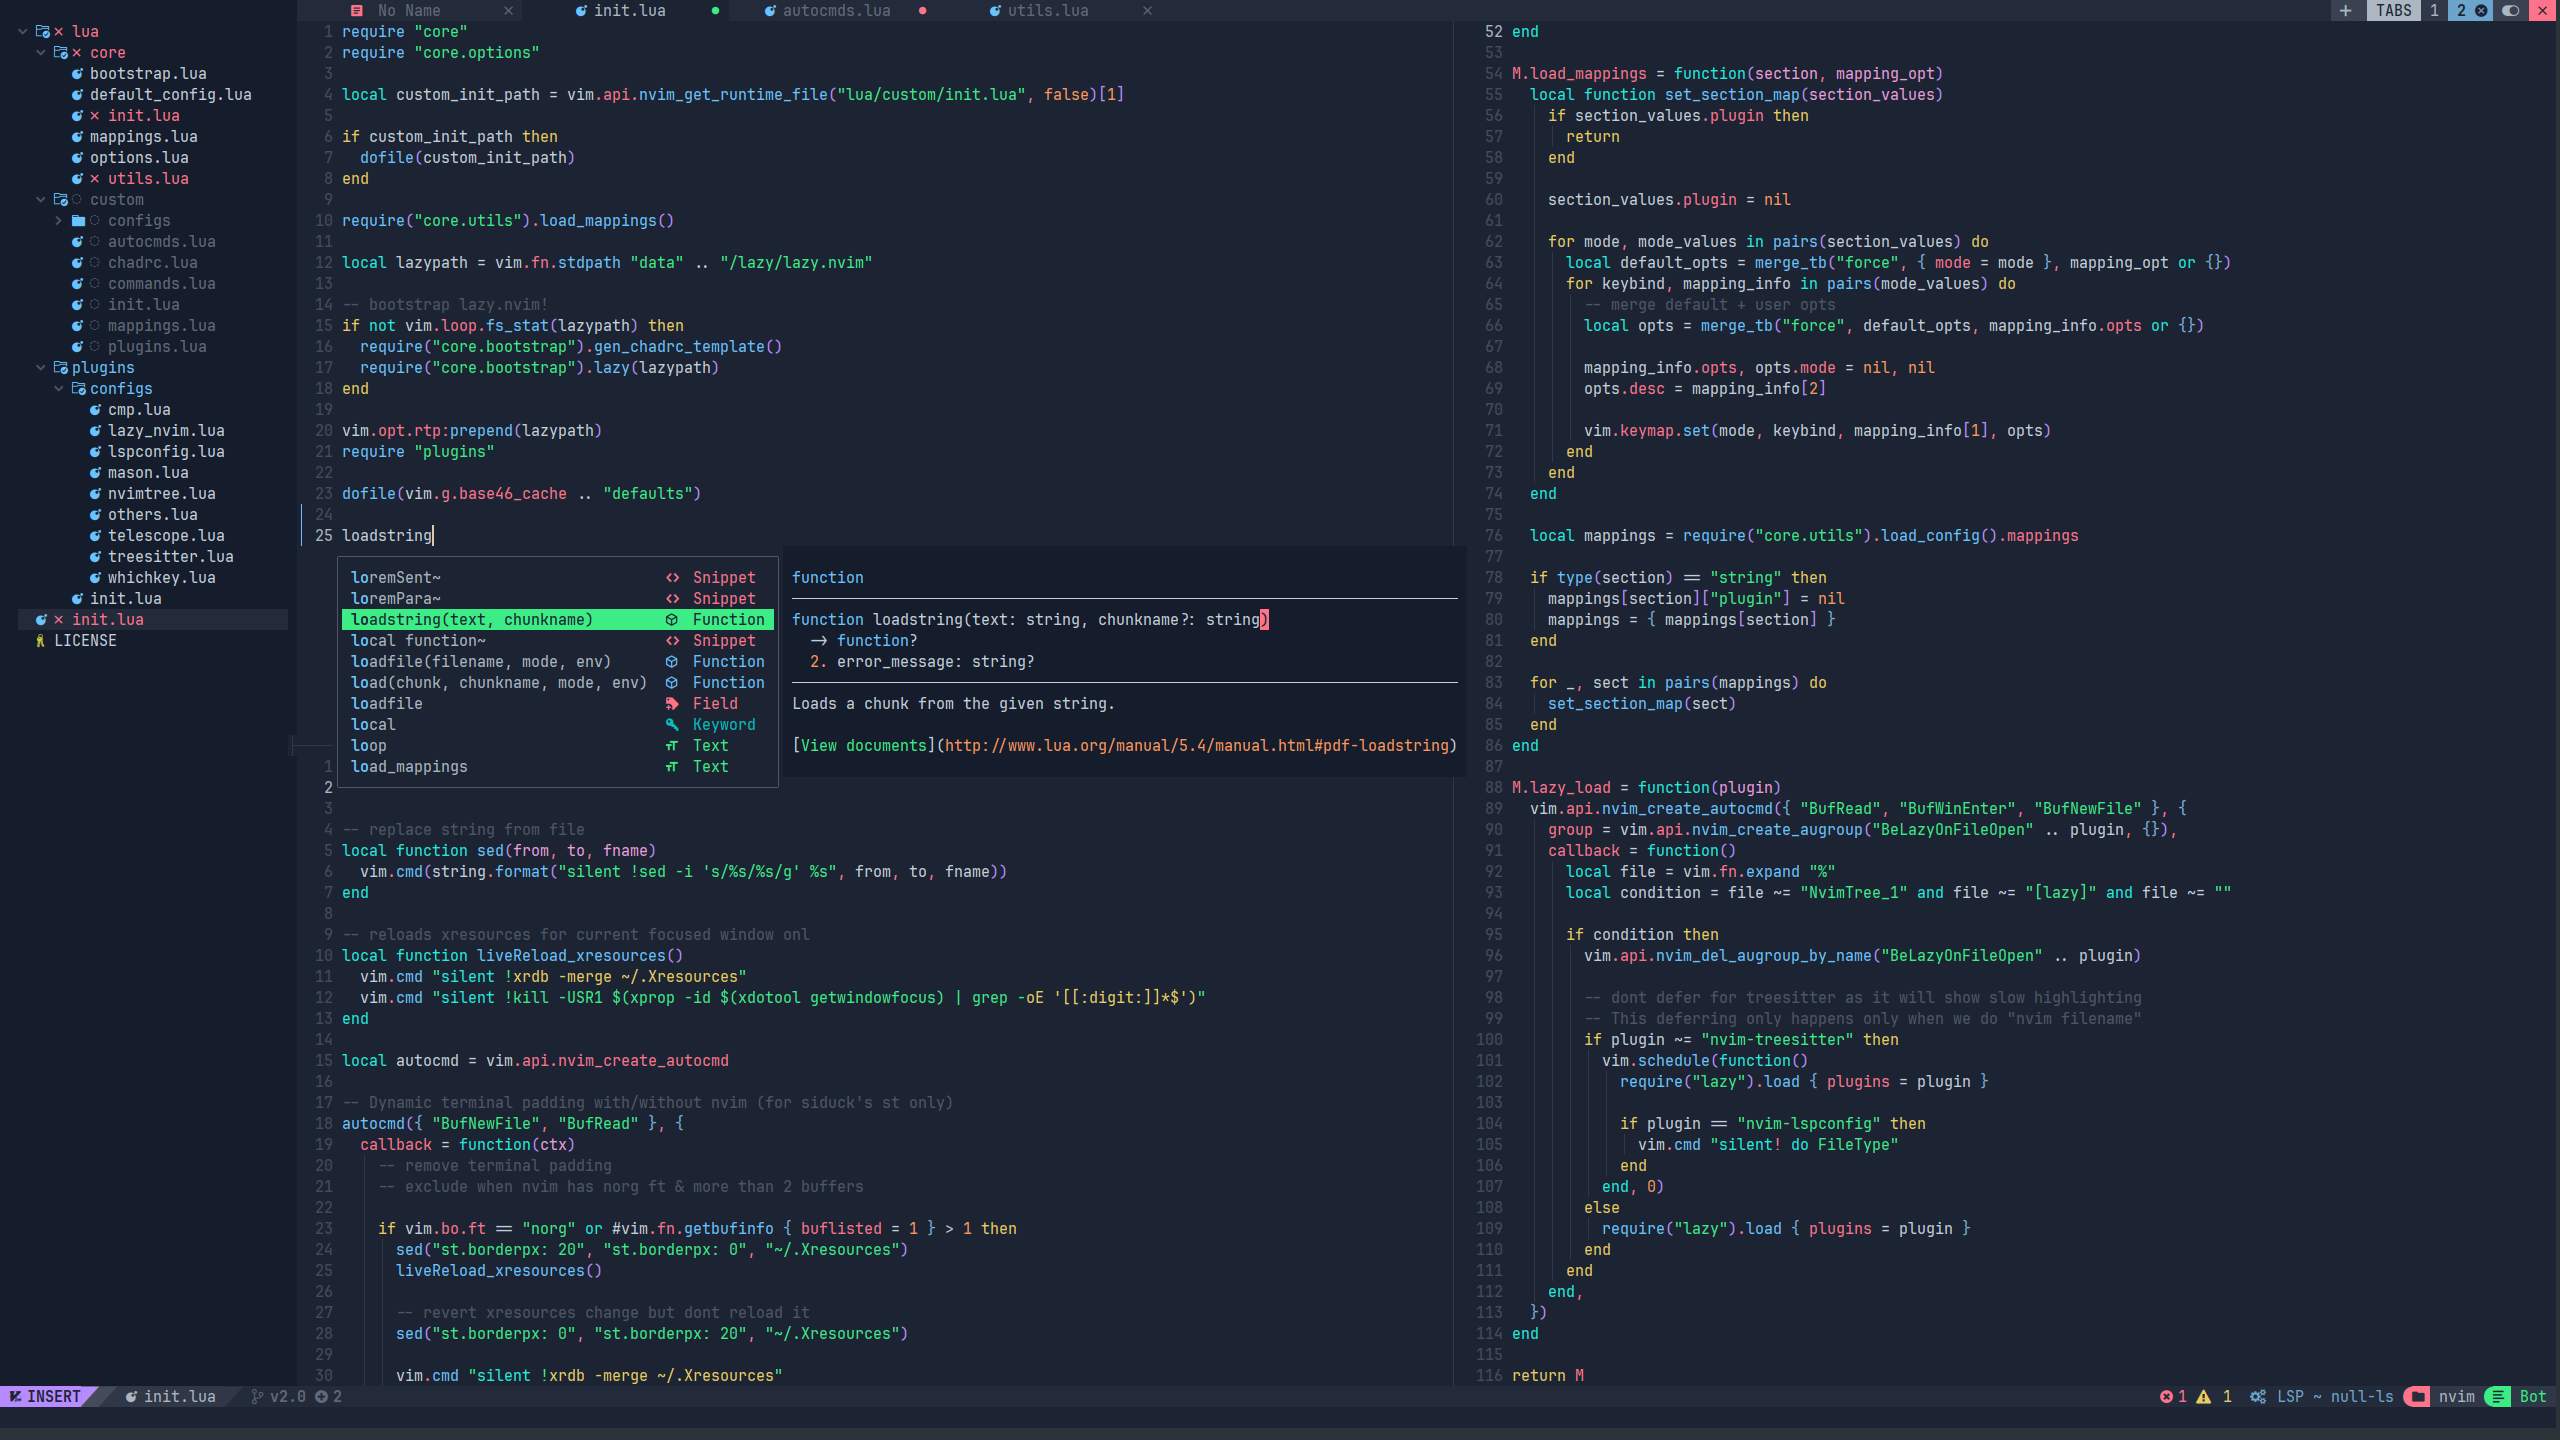 No Name
init.lua
autocmds.lua
utils.lua
TABS 1 2
lua
core
bootstrap.lua
default_config.lua
init.lua
mappings.lua
options.lua
utils.lua
custom
configs
autocmds.lua
chadrc.lua
commands.lua
init.lua
mappings.lua
plugins.lua
plugins
configs
cmp.lua
lazy_nvim.lua
lspconfig.lua
mason.lua
nvimtree.lua
others.lua
telescope.lua
treesitter.lua
whichkey.lua
init.lua
init.lua
LICENSE
1 require "core"
2 require "core.options"
3
4 local custom_init_path = vim.api.nvim_get_runtime_file("lua/custom/init.lua", false)[1]
5
6 if custom_init_path then
7 dofile(custom_init_path)
8 end
9
10 require("core.utils").load_mappings()
11
12 local lazypath = vim.fn.stdpath "data" .. "/lazy/lazy.nvim"
13
14 -- bootstrap lazy.nvim!
15 if not vim.loop.fs_stat(lazypath) then
16 require("core.bootstrap").gen_chadrc_template()
17 require("core.bootstrap").lazy(lazypath)
18 end
19
20 vim.opt.rtp:prepend(lazypath)
21 require "plugins"
22
23 dofile(vim.g.base46_cache .. "defaults")
24
25 loadstring
loremSent~ Snippet
loremPara~ Snippet
loadstring(text, chunkname) Function
local function~ Snippet
loadfile(filename, mode, env) Function
load(chunk, chunkname, mode, env) Function
loadfile Field
local Keyword
loop Text
load_mappings Text
function
function loadstring(text: string, chunkname?: string)
-> function?
2. error_message: string?
Loads a chunk from the given string.
[View documents](http://www.lua.org/manual/5.4/manual.html#pdf-loadstring)
1
2
3
4 -- replace string from file
5 local function sed(from, to, fname)
6 vim.cmd(string.format("silent !sed -i 's/%s/%s/g' %s", from, to, fname))
7 end
8
9 -- reloads xresources for current focused window onl
10 local function liveReload_xresources()
11 vim.cmd "silent !xrdb -merge ~/.Xresources"
12 vim.cmd "silent !kill -USR1 $(xprop -id $(xdotool getwindowfocus) | grep -oE '[[:digit:]]*$')"
13 end
14
15 local autocmd = vim.api.nvim_create_autocmd
16
17 -- Dynamic terminal padding with/without nvim (for siduck's st only)
18 autocmd({ "BufNewFile", "BufRead" }, {
19 callback = function(ctx)
20 -- remove terminal padding
21 -- exclude when nvim has norg ft & more than 2 buffers
22
23 if vim.bo.ft == "norg" or #vim.fn.getbufinfo { buflisted = 1 } > 1 then
24 sed("st.borderpx: 20", "st.borderpx: 0", "~/.Xresources")
25 liveReload_xresources()
26
27 -- revert xresources change but dont reload it
28 sed("st.borderpx: 0", "st.borderpx: 20", "~/.Xresources")
29
30 vim.cmd "silent !xrdb -merge ~/.Xresources"
52 end
53
54 M.load_mappings = function(section, mapping_opt)
55 local function set_section_map(section_values)
56 if section_values.plugin then
57 return
58 end
59
60 section_values.plugin = nil
61
62 for mode, mode_values in pairs(section_values) do
63 local default_opts = merge_tb("force", { mode = mode }, mapping_opt or {})
64 for keybind, mapping_info in pairs(mode_values) do
65 -- merge default + user opts
66 local opts = merge_tb("force", default_opts, mapping_info.opts or {})
67
68 mapping_info.opts, opts.mode = nil, nil
69 opts.desc = mapping_info[2]
70
71 vim.keymap.set(mode, keybind, mapping_info[1], opts)
72 end
73 end
74 end
75
76 local mappings = require("core.utils").load_config().mappings
77
78 if type(section) == "string" then
79 mappings[section]["plugin"] = nil
80 mappings = { mappings[section] }
81 end
82
83 for _, sect in pairs(mappings) do
84 set_section_map(sect)
85 end
86 end
87
88 M.lazy_load = function(plugin)
89 vim.api.nvim_create_autocmd({ "BufRead", "BufWinEnter", "BufNewFile" }, {
90 group = vim.api.nvim_create_augroup("BeLazyOnFileOpen" .. plugin, {}),
91 callback = function()
92 local file = vim.fn.expand "%"
93 local condition = file ~= "NvimTree_1" and file ~= "[lazy]" and file ~= ""
94
95 if condition then
96 vim.api.nvim_del_augroup_by_name("BeLazyOnFileOpen" .. plugin)
97
98 -- dont defer for treesitter as it will show slow highlighting
99 -- This deferring only happens only when we do "nvim filename"
100 if plugin ~= "nvim-treesitter" then
101 vim.schedule(function()
102 require("lazy").load { plugins = plugin }
103
104 if plugin == "nvim-lspconfig" then
105 vim.cmd "silent! do FileType"
106 end
107 end, 0)
108 else
109 require("lazy").load { plugins = plugin }
110 end
111 end
112 end,
113 })
114 end
115
116 return M
INSERT init.lua v2.0 2
1 1 LSP ~ null-ls nvim Bot